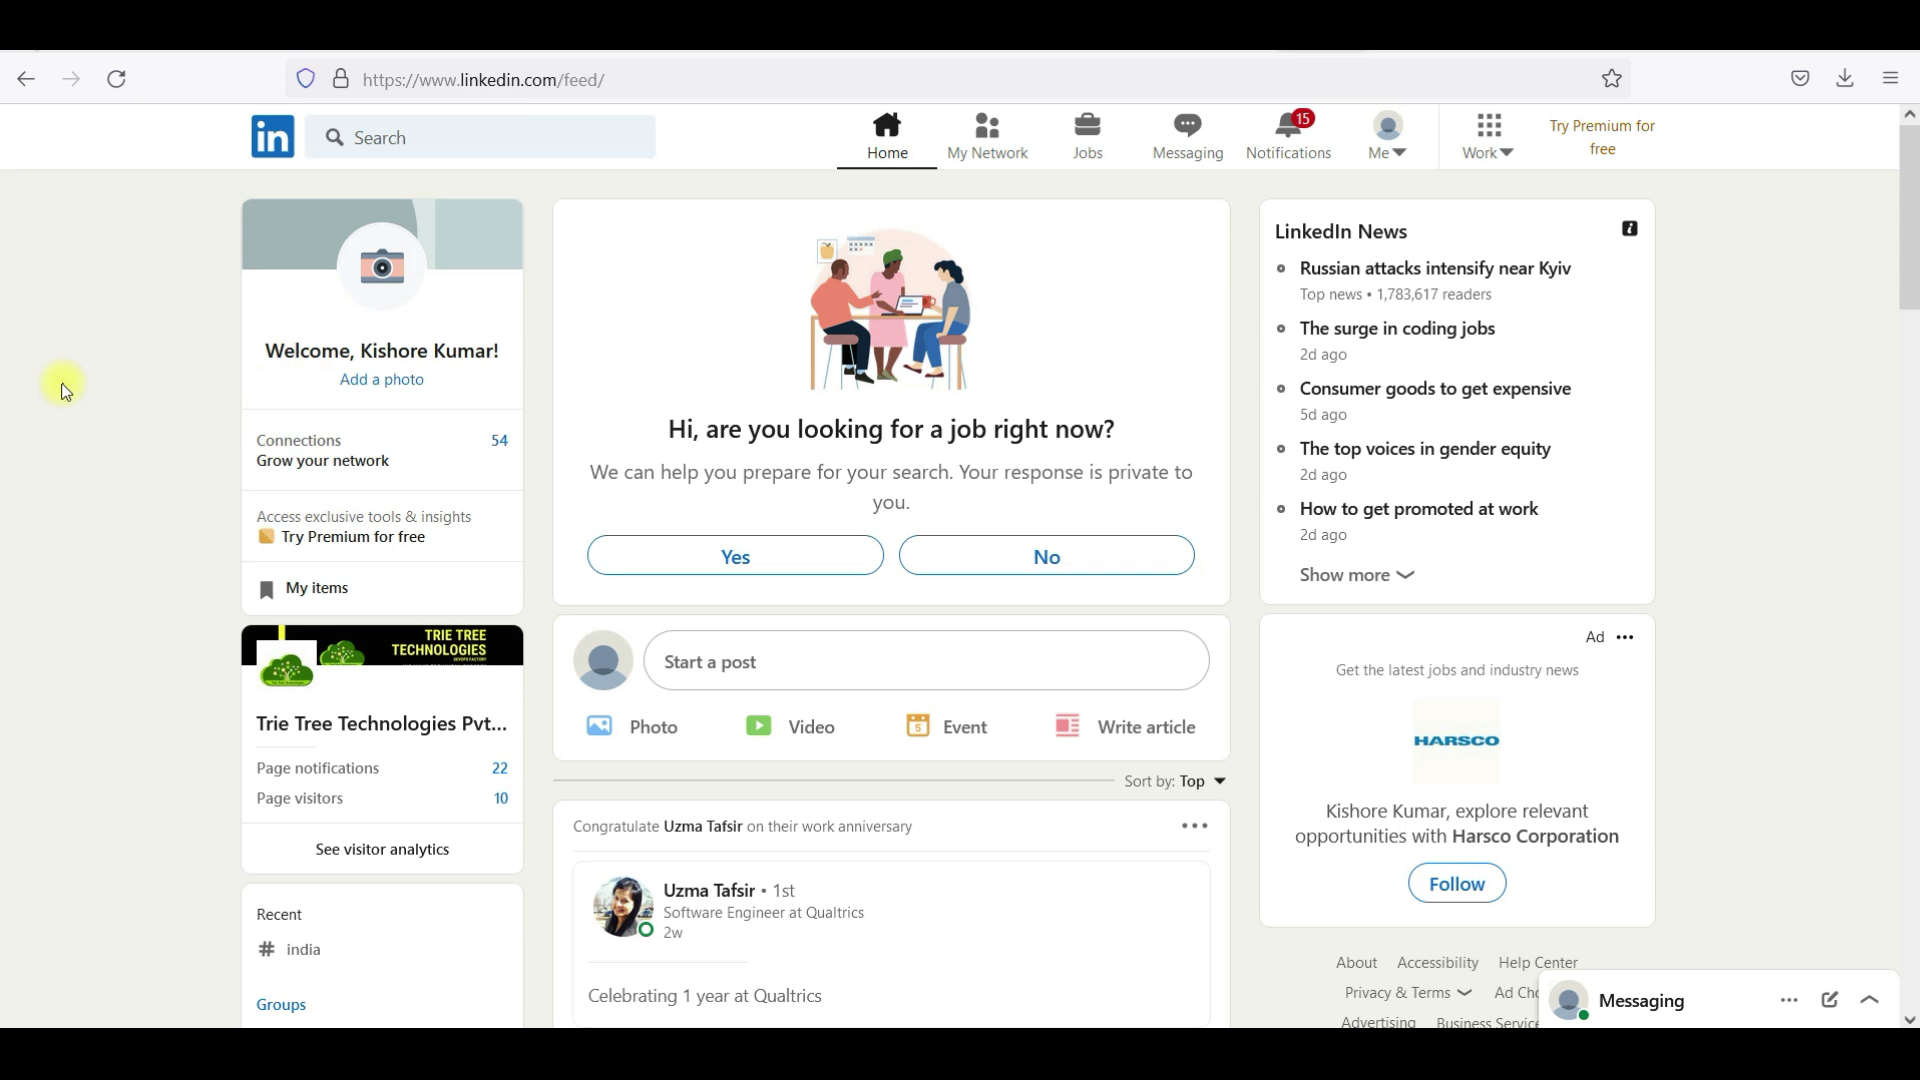 https://www.linkedin.com/feed/
in
Search
Home
My Network
Jobs
Messaging
15
Notifications
Me
Work
Try Premium for
free
Welcome, Kishore Kumar!
Add a photo
Connections 54
Grow your network
Access exclusive tools & insights
Try Premium for free
My items
TRIE TREE
TECHNOLOGIES
Trie Tree Technologies Pvt...
Page notifications 22
Page visitors 10
See visitor analytics
Recent
# india
Groups
Hi, are you looking for a job right now?
We can help you prepare for your search. Your response is private to
you.
Yes
No
Start a post
Photo
Video
5
Event
Write article
Sort by: Top
Congratulate Uzma Tafsir on their work anniversary
Uzma Tafsir • 1st
Software Engineer at Qualtrics
2w
Celebrating 1 year at Qualtrics
LinkedIn News
Russian attacks intensify near Kyiv
Top news • 1,783,617 readers
The surge in coding jobs
2d ago
Consumer goods to get expensive
5d ago
The top voices in gender equity
2d ago
How to get promoted at work
2d ago
Show more
Ad
Get the latest jobs and industry news
HARSCO
Kishore Kumar, explore relevant
opportunities with Harsco Corporation
Follow
About Accessibility Help Center
Privacy & Terms Ad Cho
Advertising Business Service
Messaging